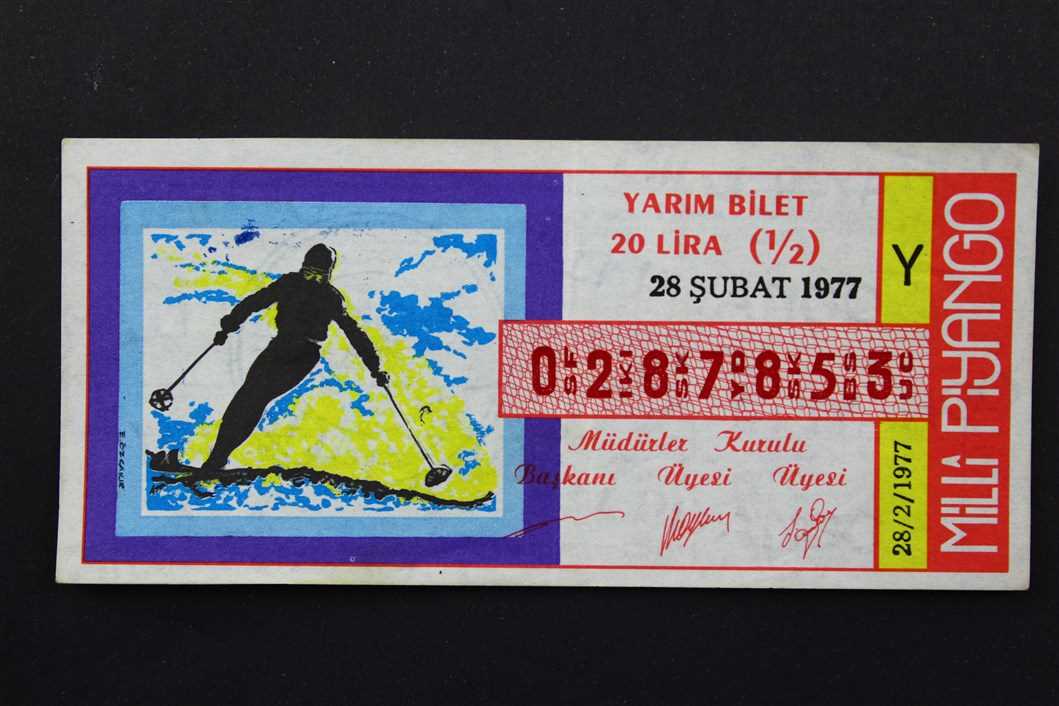 YARIM BİLET
20 LİRA (1/2)
28 ŞUBAT 1977
Y
0 2 8 7 8 5 3
Müdürler Kurulu
Başkanı Üyesi Üyesi
28/2/1977
MİLLİ PİYANGO